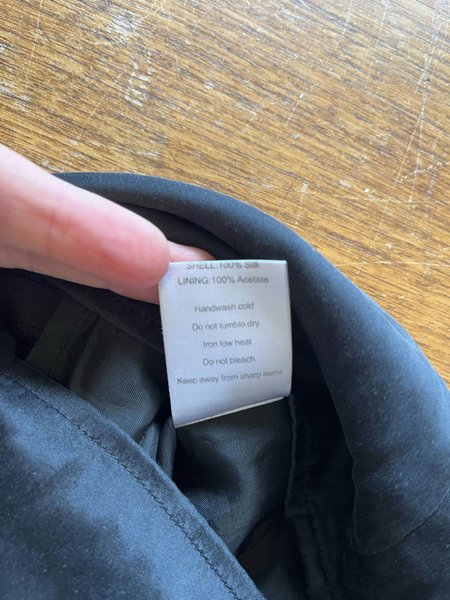 SHELL:100% Silk
LINING:100% Acetate
Handwash cold
Do not tumble dry
Iron low heat
Do not bleach
Keep away from sharp items